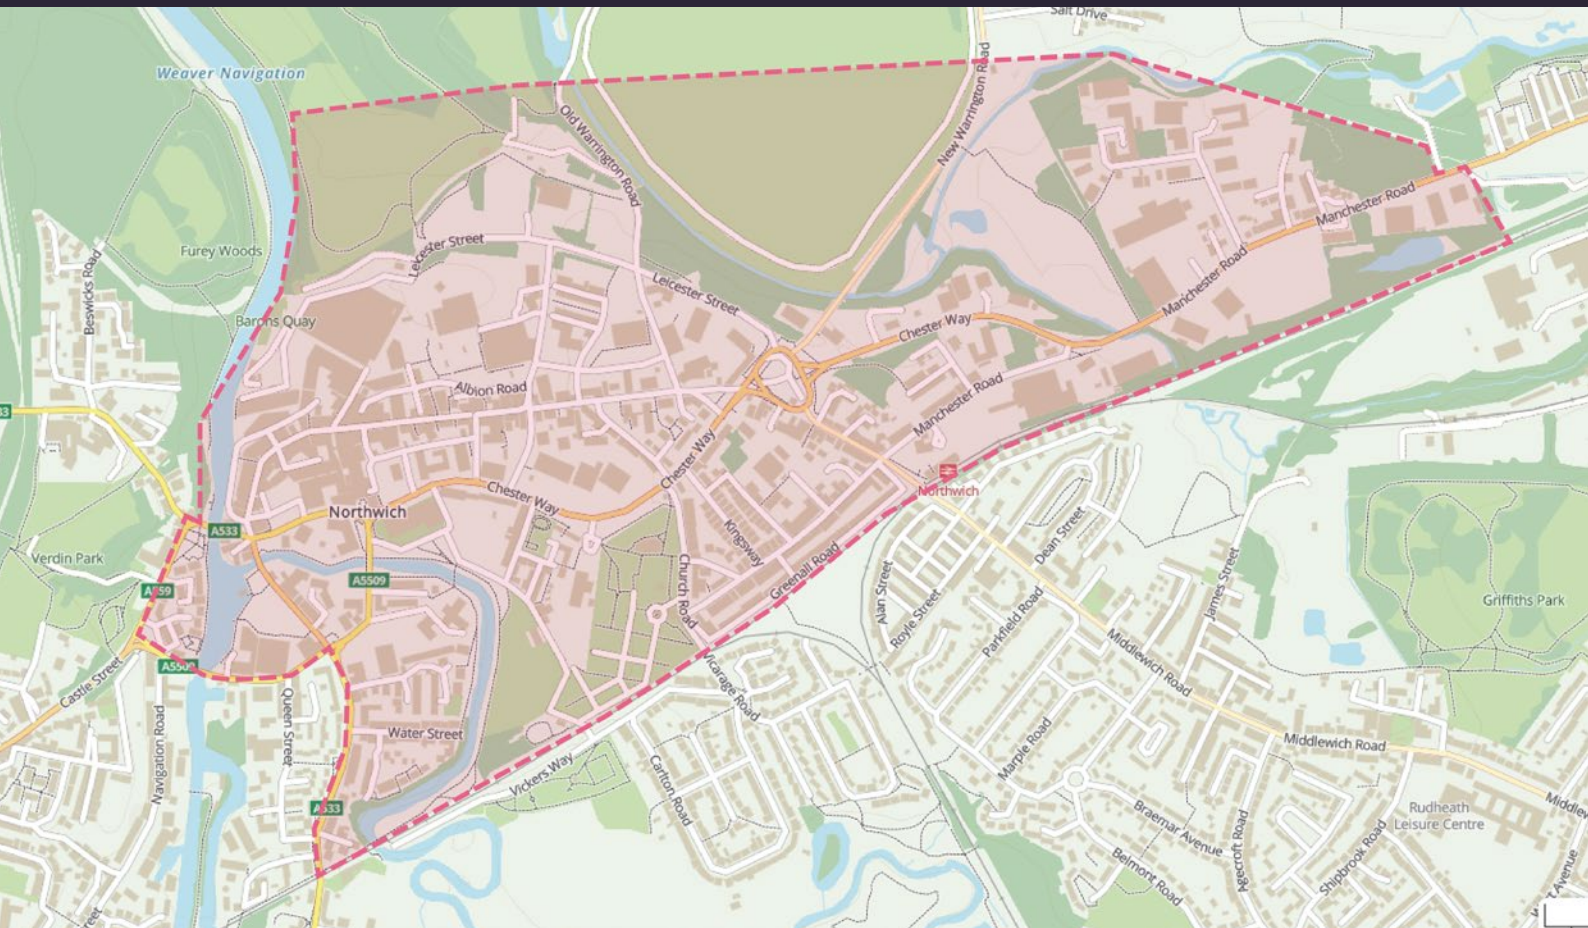 Salt Drive
Weaver Navigation
New Warrington Road
Old Warrington Road
Manchester Road
Furey Woods
Leicester Street
Beswicks Road
Leicester Street
Manchester Road
Barons Quay
Chester Way
Albion Road
Manchester Road
Chester Way
Northwich
Chester Way
Northwich
A533
Kingsway
Dean Street
Verdin Park
Greenall Road
A5509
Church Road
Alan Street
James Street
Griffiths Park
Royle Street
Parkfield Road
Middlewich Road
A5509
Castle Street
Vicarage Road
Queen Street
Navigation Road
Water Street
Marple Road
Middlewich Road
Vickers Way
Carlton Road
A533
Braemar Avenue
Rudheath
Leisure Centre
Agecroft Road
Shipbrook Road
Belmont Road
Avenue